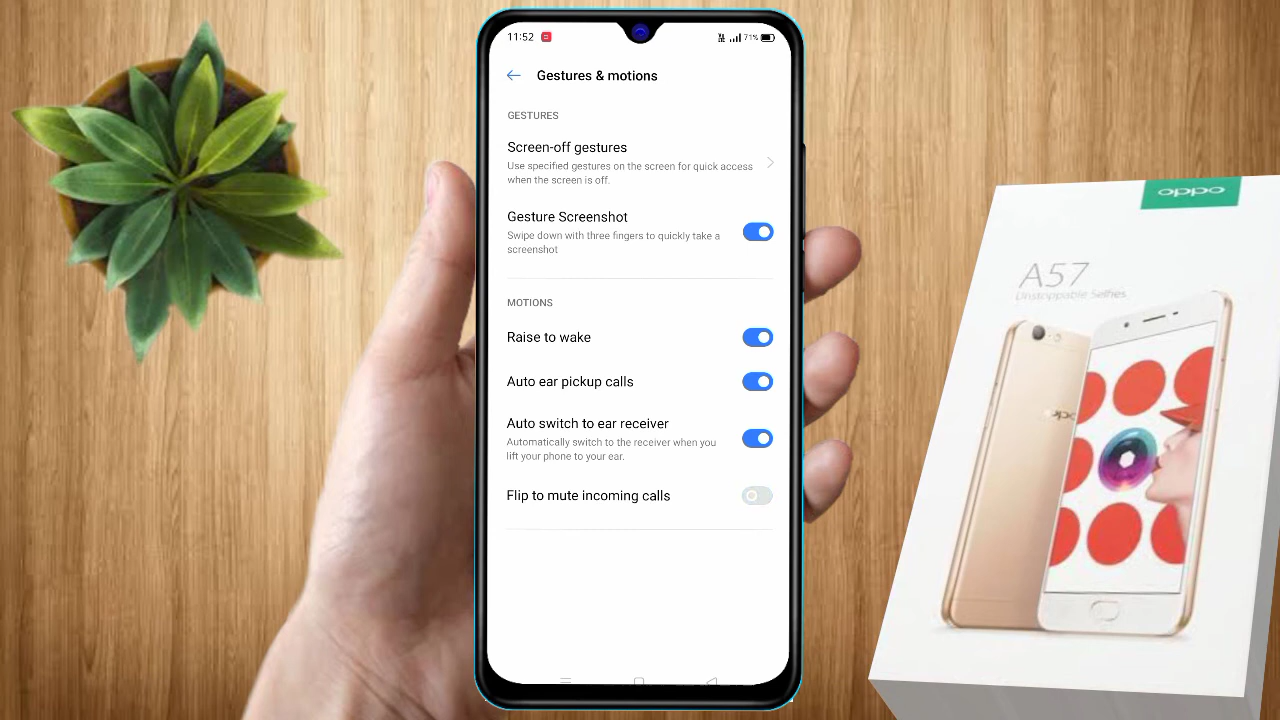 11:52
71%
Gestures & motions
GESTURES
Screen-off gestures
Use specified gestures on the screen for quick access
when the screen is off.
Gesture Screenshot
Swipe down with three fingers to quickly take a
screenshot
MOTIONS
Raise to wake
Auto ear pickup calls
Auto switch to ear receiver
Automatically switch to the receiver when you
lift your phone to your ear.
Flip to mute incoming calls
oppo
A57
Unstoppable Selfies